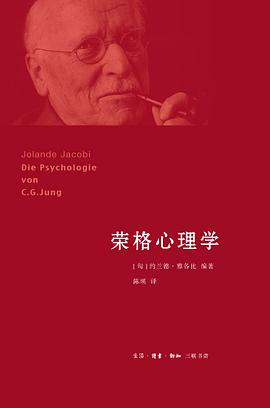 Jolande Jacobi
Die Psychologie
von
C.G.Jung
荣格心理学
[匈]约兰德·雅各比 编著
陈瑛 译
生活·讀書·新知 三联书店